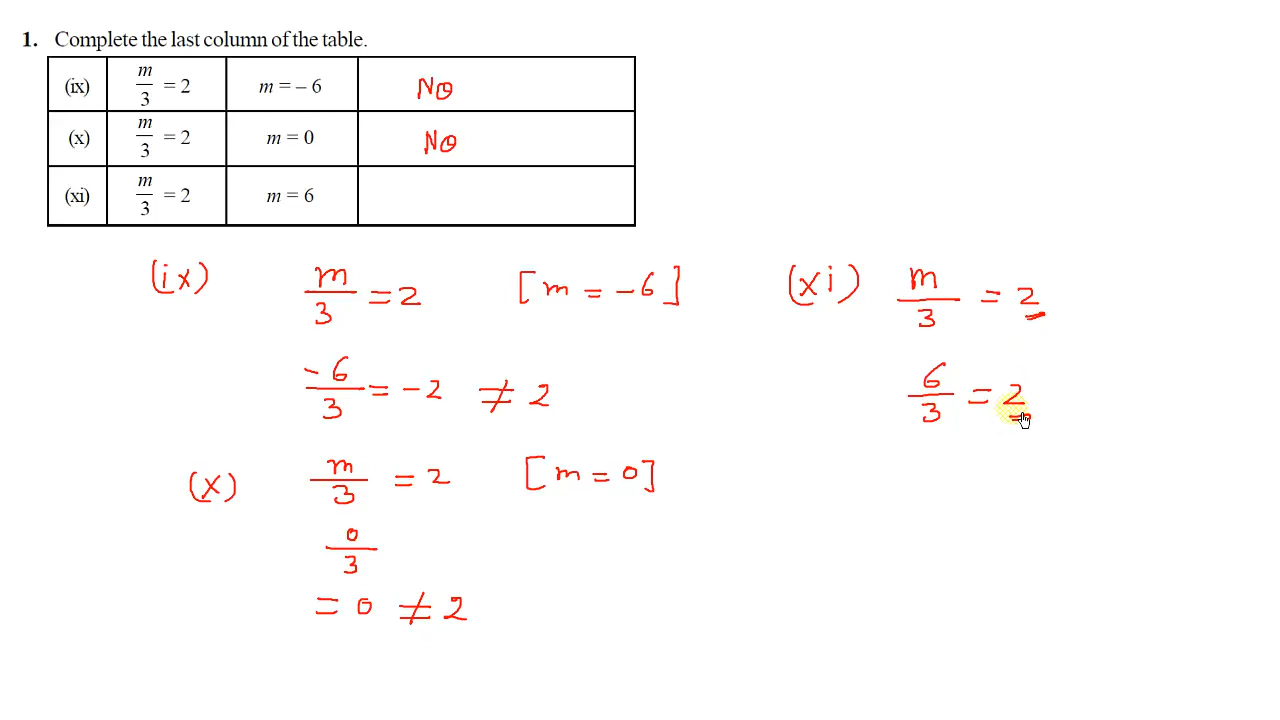 1. Complete the last column of the table.
(ix) m/3 = 2 m = – 6 NO
(x) m/3 = 2 m = 0 NO
(xi) m/3 = 2 m = 6
(ix) m/3 = 2 [m = -6]
-6/3 = -2 ≠ 2
(x) m/3 = 2 [m = 0]
0/3
= 0 ≠ 2
(xi) m/3 = 2
6/3 = 2